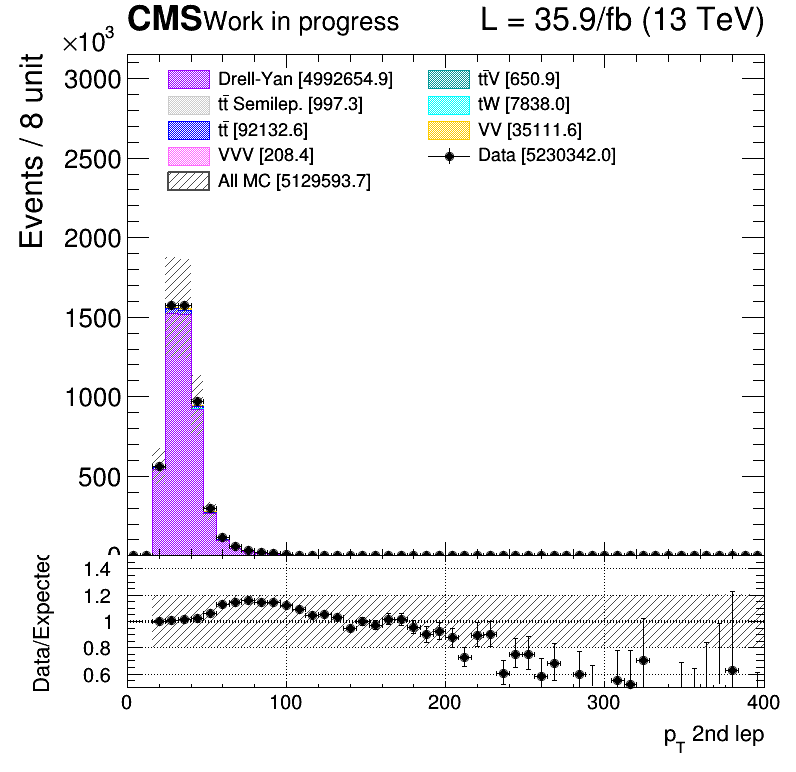 CMS Work in progress L = 35.9/fb (13 TeV)
×10³
Events / 8 unit
3000
2500
2000
1500
1000
500
0
Drell-Yan [4992654.9]
tt̄ Semilep. [997.3]
tt̄ [92132.6]
VVV [208.4]
All MC [5129593.7]
tt̄V [650.9]
tW [7838.0]
VV [35111.6]
Data [5230342.0]
Data/Expected
1.4
1.2
1
0.8
0.6
0 100 200 300 400
p_T 2nd lep